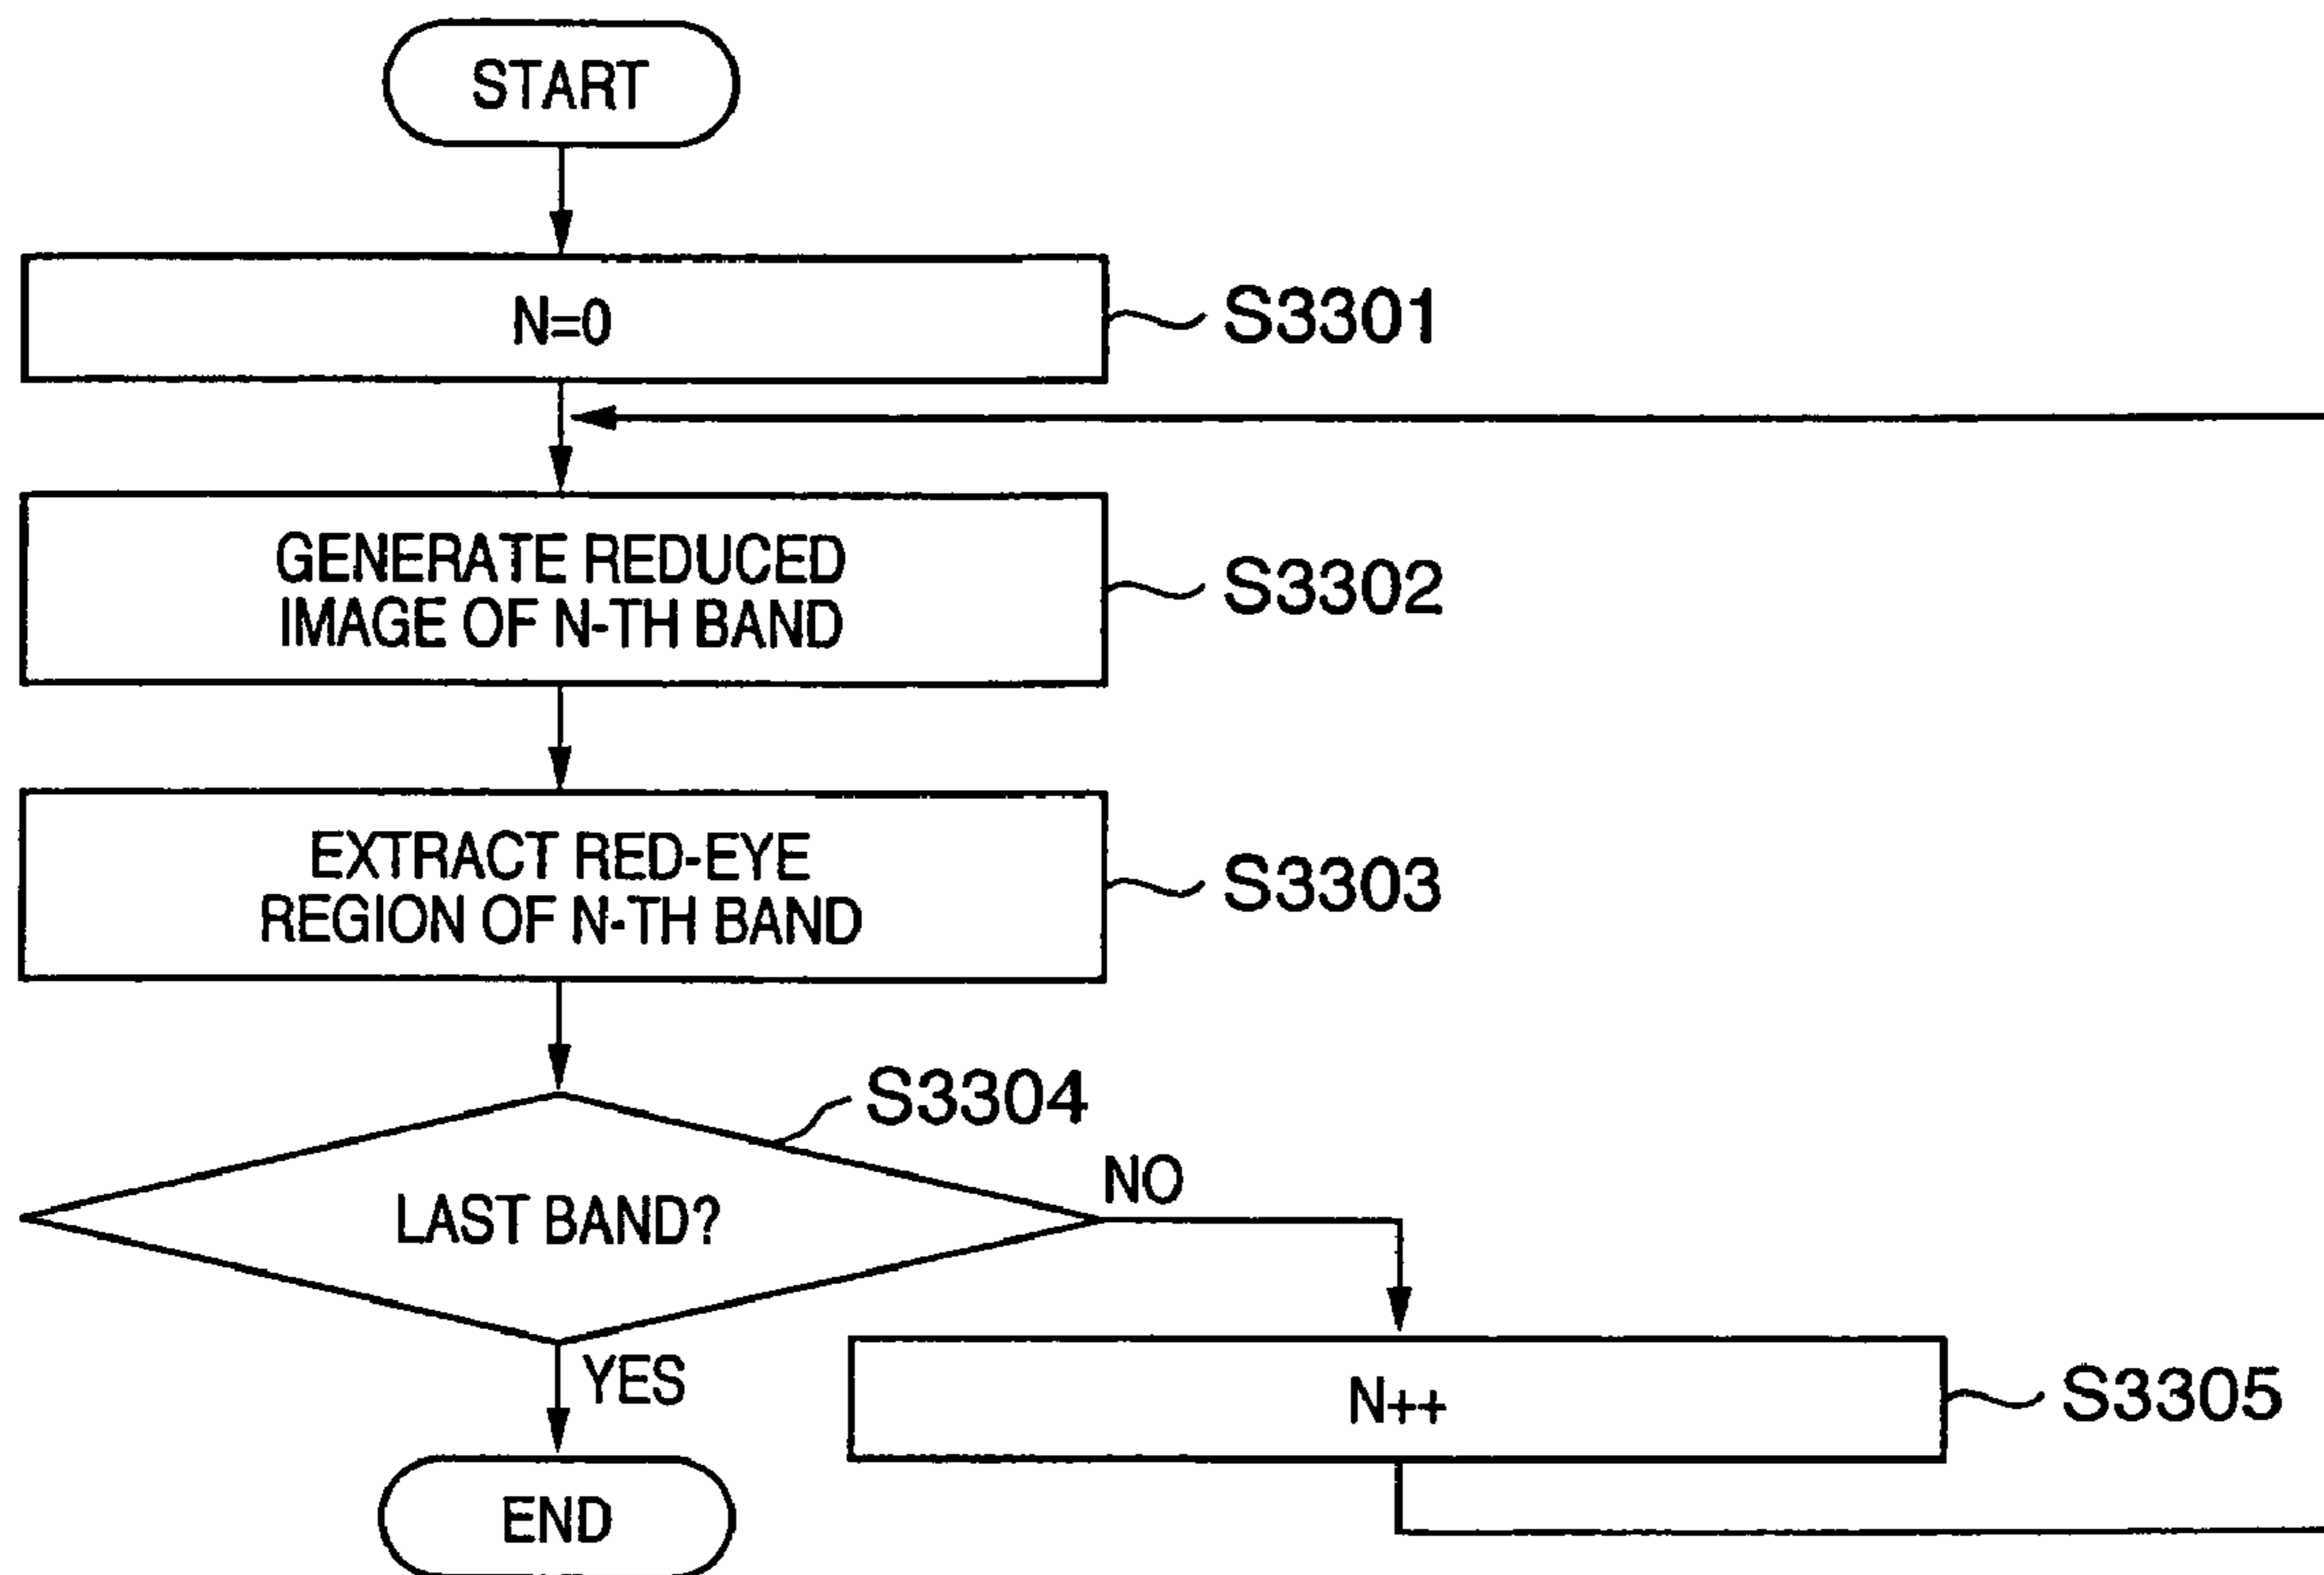 START
N=0
S3301
GENERATE REDUCED
IMAGE OF N-TH BAND
S3302
EXTRACT RED-EYE
REGION OF N-TH BAND
S3303
S3304
LAST BAND?
NO
YES
N++
S3305
END